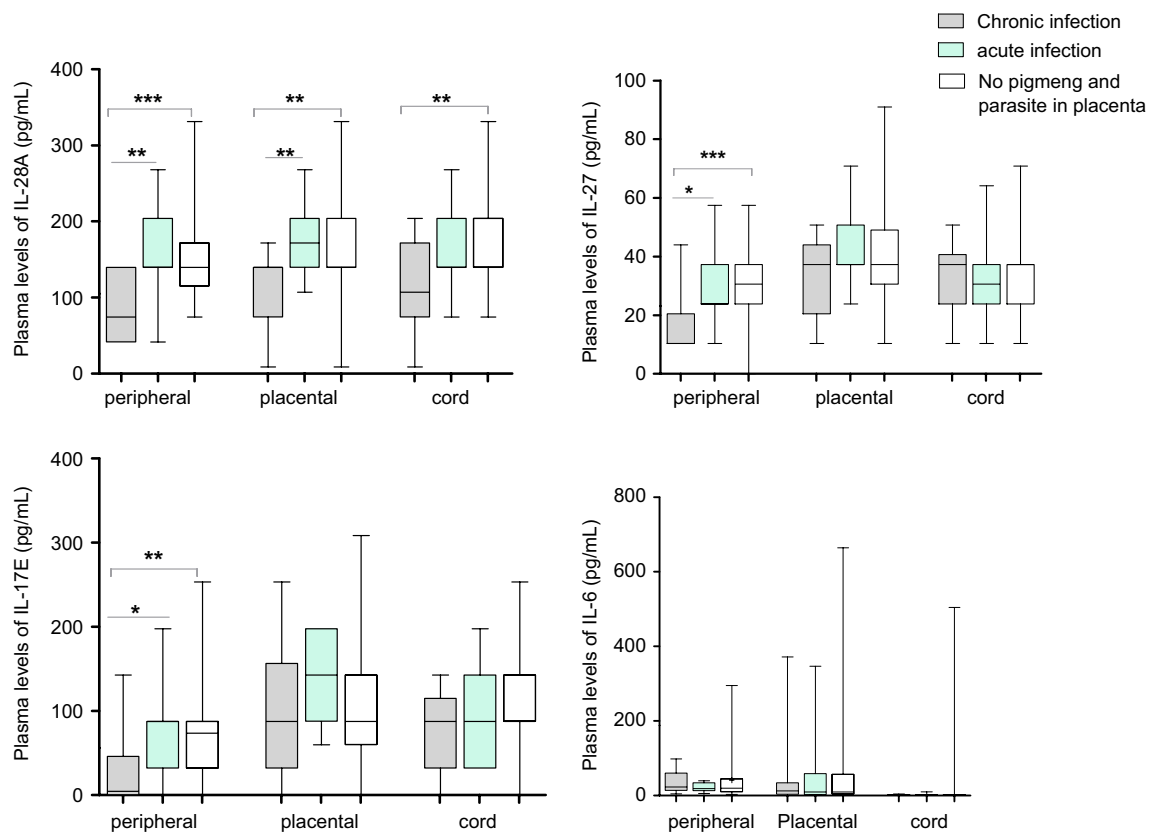 Chronic infection
acute infection
No pigmeng and
parasite in placenta
Plasma levels of IL-28A (pg/mL)
400
300
200
100
0
***
**
**
**
**
peripheral
placental
cord
Plasma levels of IL-27 (pg/mL)
100
80
60
40
20
0
***
*
peripheral
placental
cord
Plasma levels of IL-17E (pg/mL)
400
300
200
100
0
**
*
peripheral
placental
cord
Plasma levels of IL-6 (pg/mL)
800
600
400
200
0
peripheral
Placental
cord